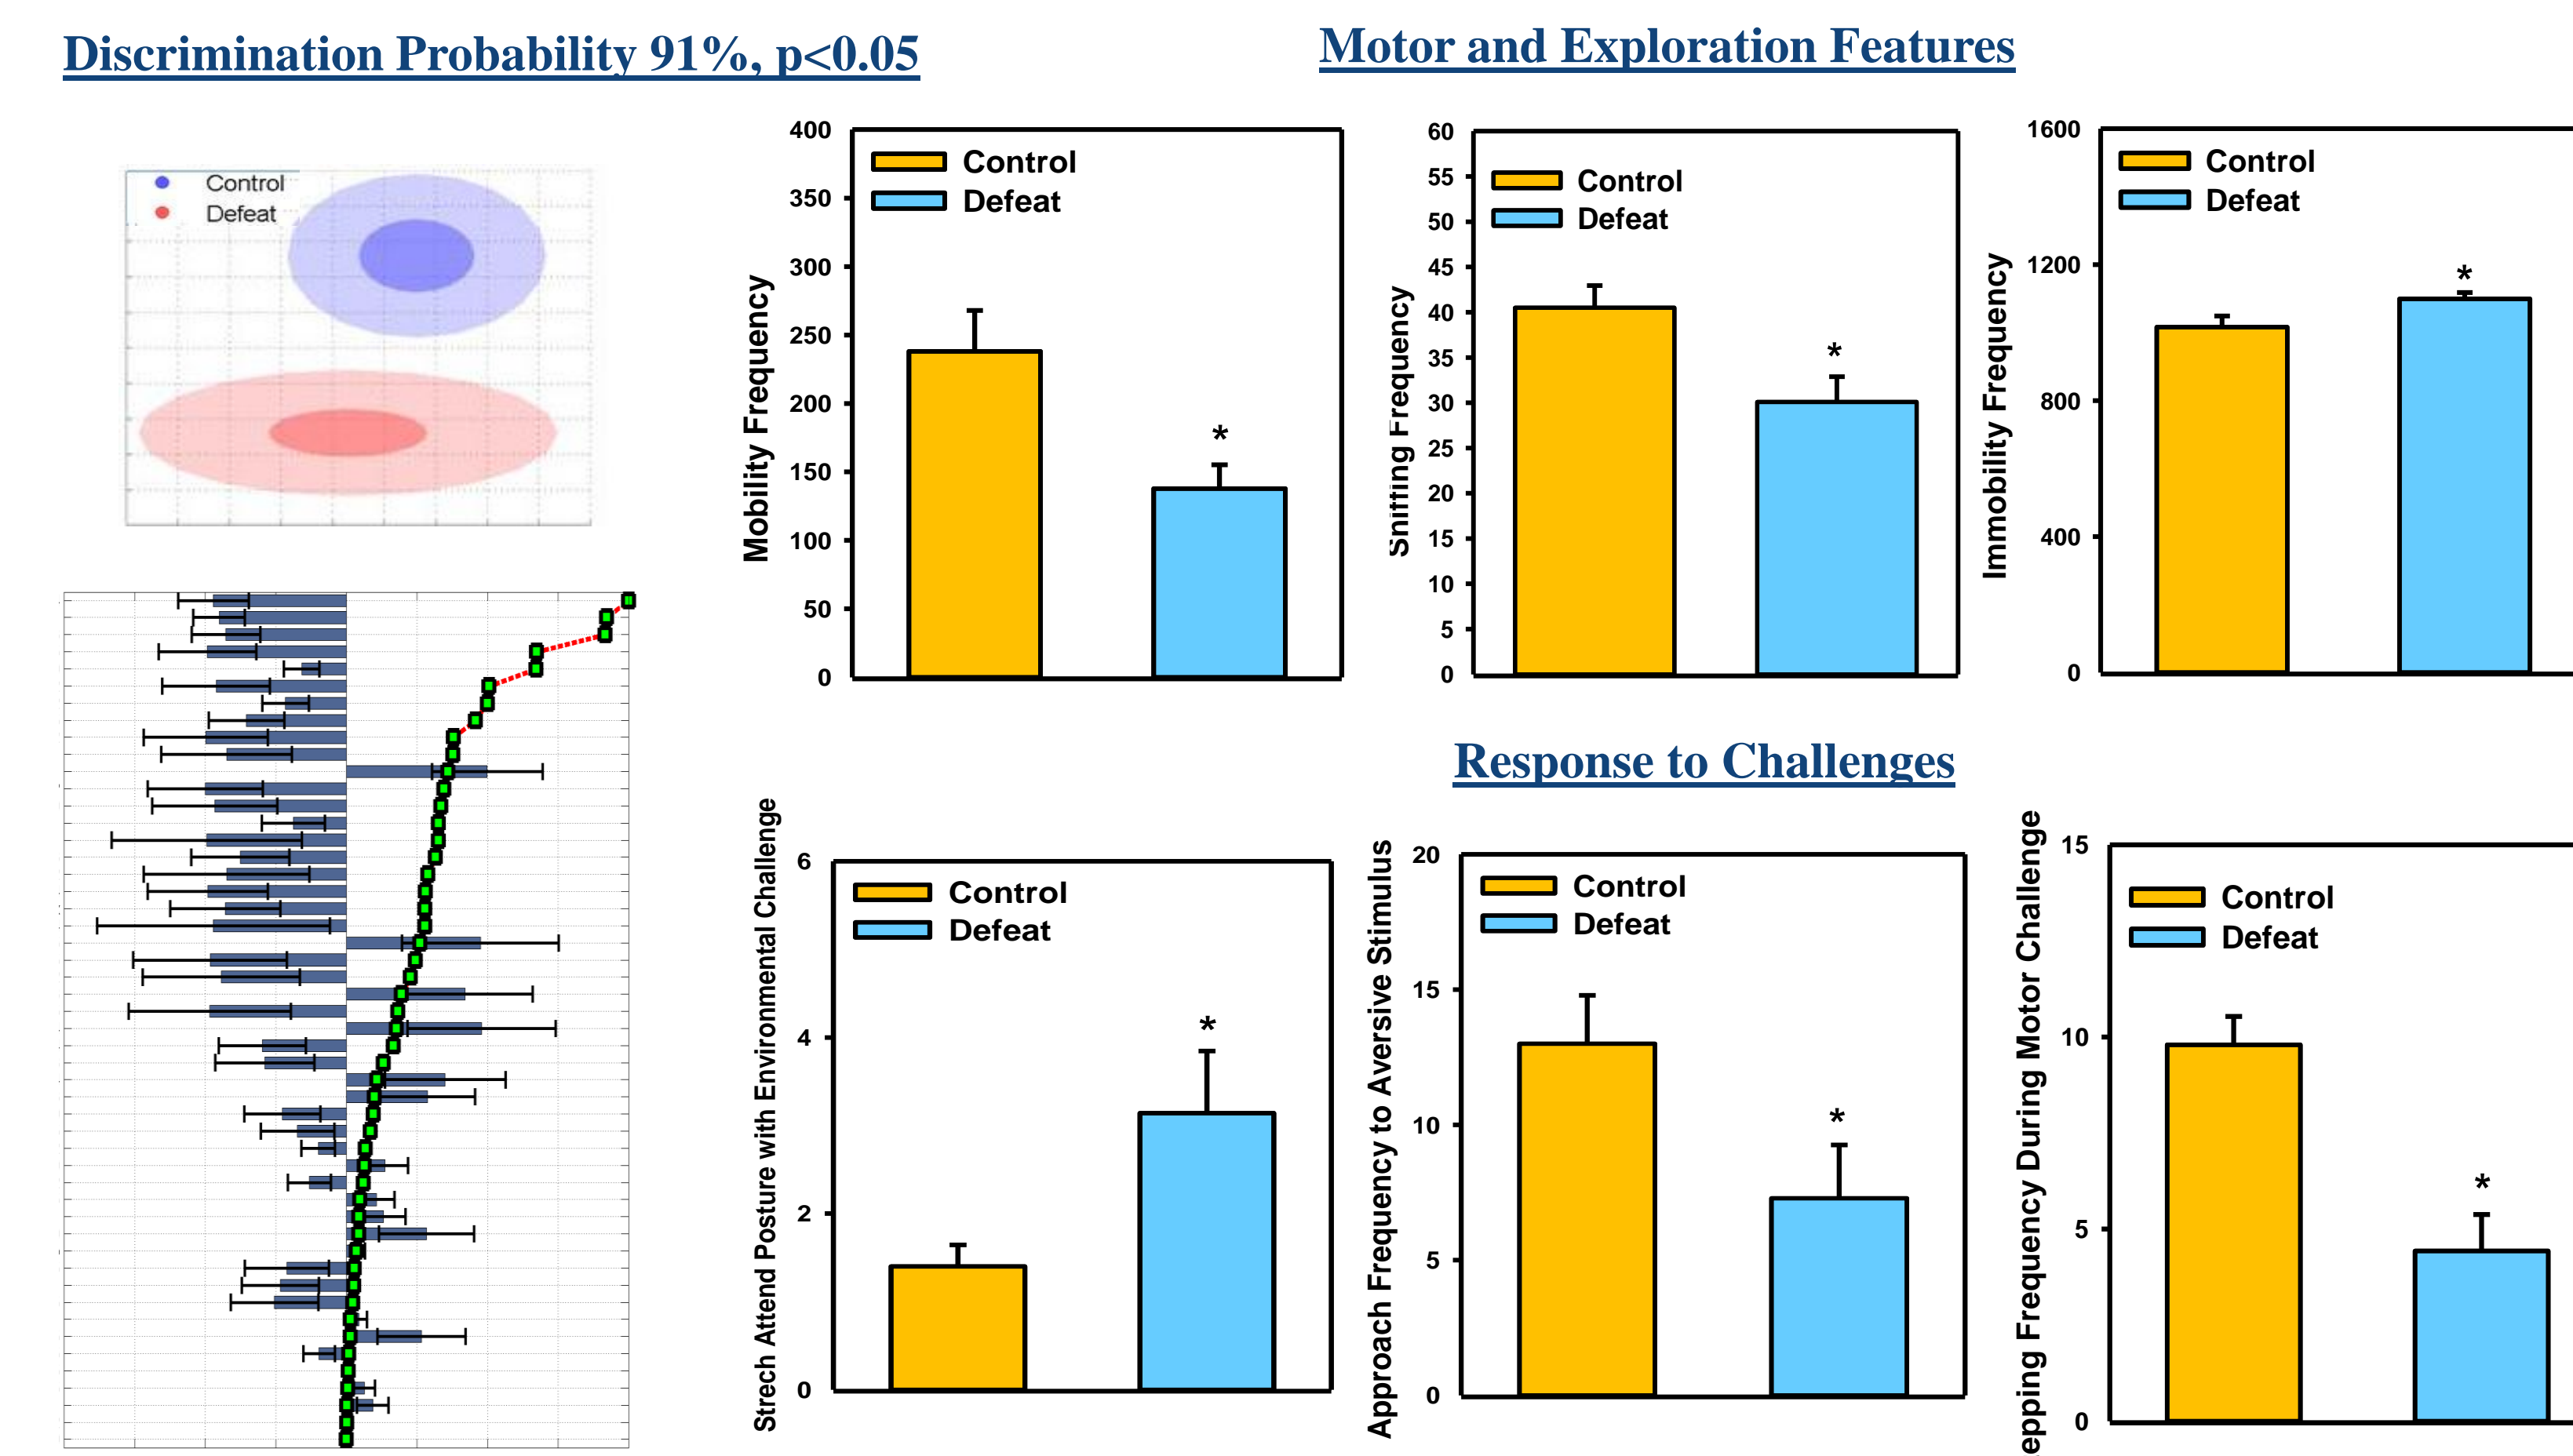 Discrimination Probability 91%, p<0.05
Motor and Exploration Features
Control
Defeat
Mobility Frequency
400
350
300
250
200
150
100
50
0
Control
Defeat
Sniffing Frequency
60
55
50
45
40
35
30
25
20
15
10
5
0
Control
Defeat
*
Immobility Frequency
1600
1200
800
400
0
Control
Defeat
*
*
Response to Challenges
Strech Attend Posture with Environmental Challenge
6
4
2
0
Control
Defeat
*
Approach Frequency to Aversive Stimulus
20
15
10
5
0
Control
Defeat
*
epping Frequency During Motor Challenge
15
10
5
0
Control
Defeat
*